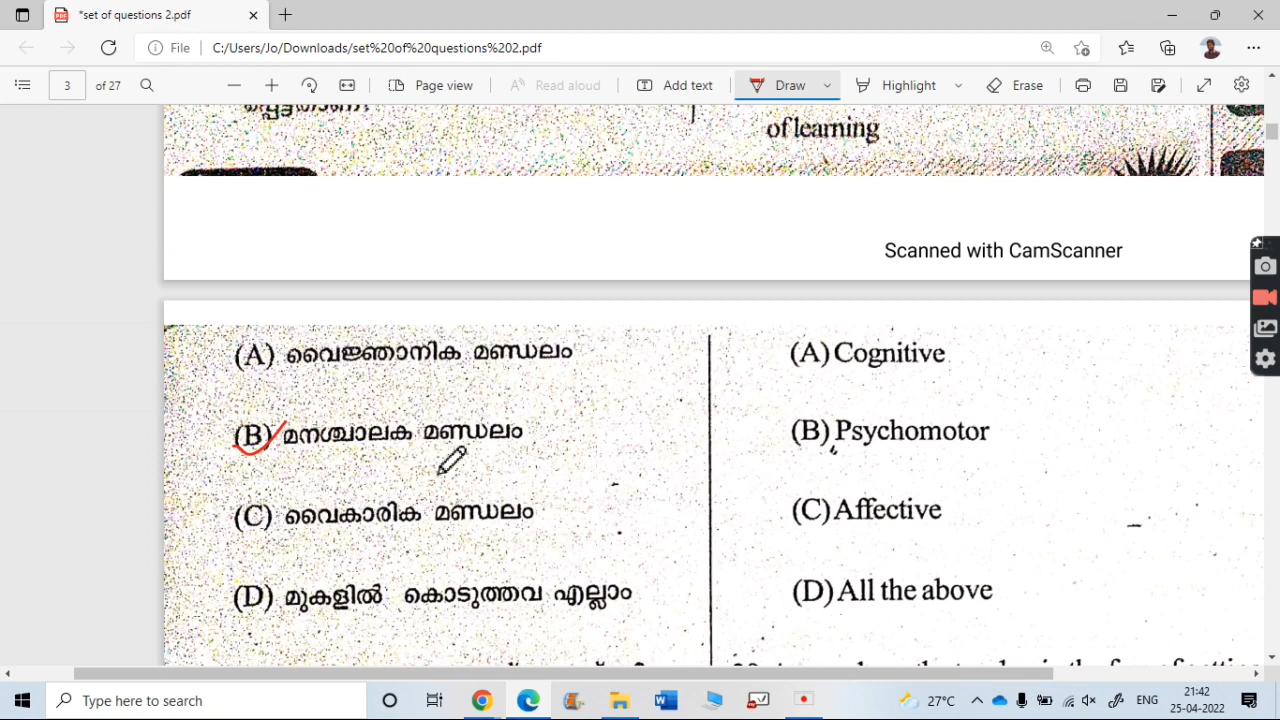 *set of questions 2.pdf
File
C:/Users/Jo/Downloads/set%20of%20questions%202.pdf
3 of 27
Page view
Read aloud
Add text
Draw
Highlight
Erase
of learning
Scanned with CamScanner
(A) വൈജ്ഞാനിക മണ്ഡലം
(B) മനശ്ചാലക മണ്ഡലം
(C) വൈകാരിക മണ്ഡലം
(D) മുകളിൽ കൊടുത്തവ എല്ലാം
(A) Cognitive
(B) Psychomotor
(C) Affective
(D) All the above
Type here to search
27°C
ENG
21:42
25-04-2022